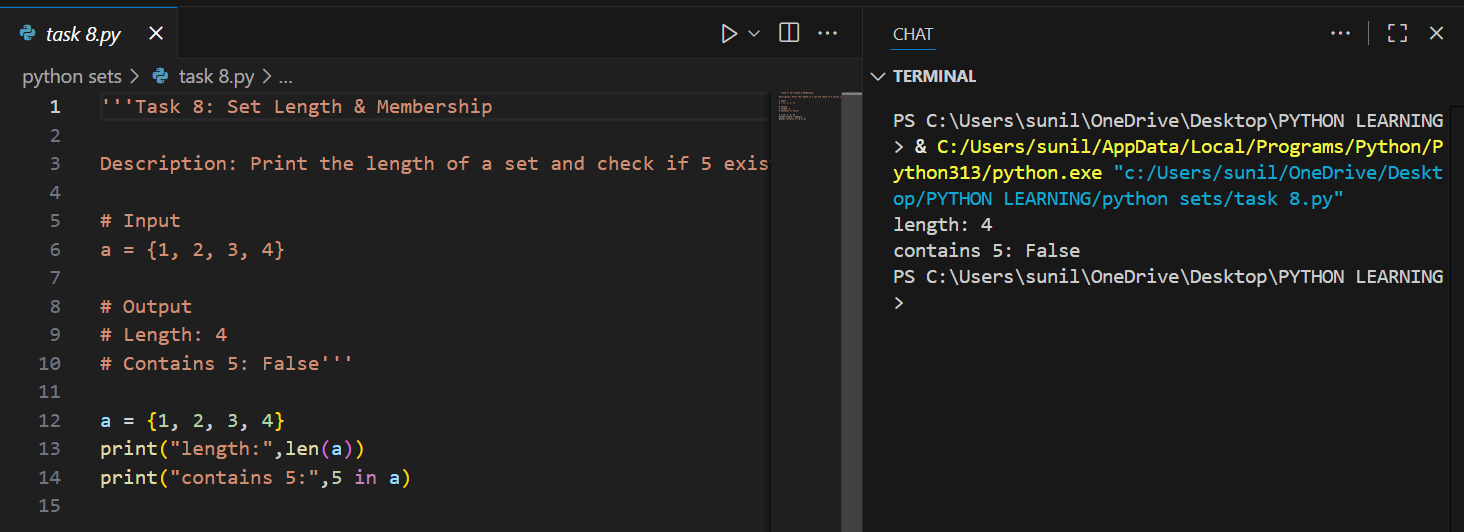 task 8.py
python sets > task 8.py > ...
1 '''Task 8: Set Length & Membership
2
3 Description: Print the length of a set and check if 5 exis
4
5 # Input
6 a = {1, 2, 3, 4}
7
8 # Output
9 # Length: 4
10 # Contains 5: False'''
11
12 a = {1, 2, 3, 4}
13 print("length:",len(a))
14 print("contains 5:",5 in a)
15
CHAT
TERMINAL
PS C:\Users\sunil\OneDrive\Desktop\PYTHON LEARNING
> & C:/Users/sunil/AppData/Local/Programs/Python/P
ython313/python.exe "c:/Users/sunil/OneDrive/Deskt
op/PYTHON LEARNING/python sets/task 8.py"
length: 4
contains 5: False
PS C:\Users\sunil\OneDrive\Desktop\PYTHON LEARNING
>